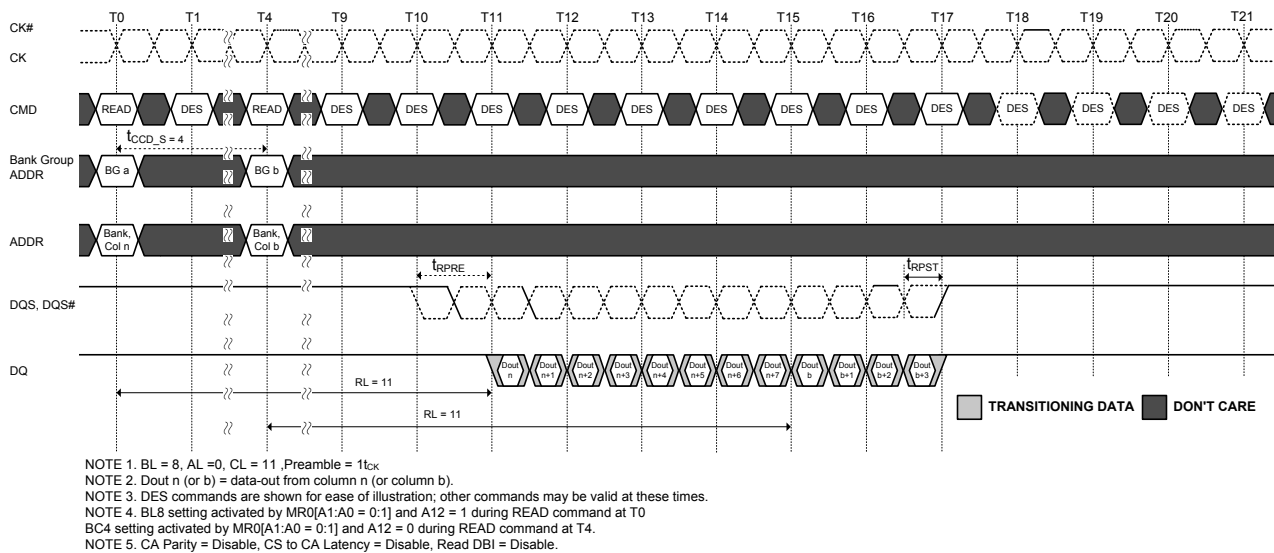 T0 T1 T4 T9 T10 T11 T12 T13 T14 T15 T16 T17 T18 T19 T20 T21
CK#
CK
CMD READ DES READ DES DES DES DES DES DES DES DES DES DES DES DES DES
tCCD_S = 4
Bank Group
ADDR
BG a BG b
ADDR
Bank,
Col n
Bank,
Col b
tRPRE tRPST
DQS, DQS#
DQ
Dout
n
Dout
n+1
Dout
n+2
Dout
n+3
Dout
n+4
Dout
n+5
Dout
n+6
Dout
n+7
Dout
b
Dout
b+1
Dout
b+2
Dout
b+3
RL = 11
RL = 11
TRANSITIONING DATA DON'T CARE
NOTE 1. BL = 8, AL =0, CL = 11 ,Preamble = 1tCK
NOTE 2. Dout n (or b) = data-out from column n (or column b).
NOTE 3. DES commands are shown for ease of illustration; other commands may be valid at these times.
NOTE 4. BL8 setting activated by MR0[A1:A0 = 0:1] and A12 = 1 during READ command at T0
BC4 setting activated by MR0[A1:A0 = 0:1] and A12 = 0 during READ command at T4.
NOTE 5. CA Parity = Disable, CS to CA Latency = Disable, Read DBI = Disable.